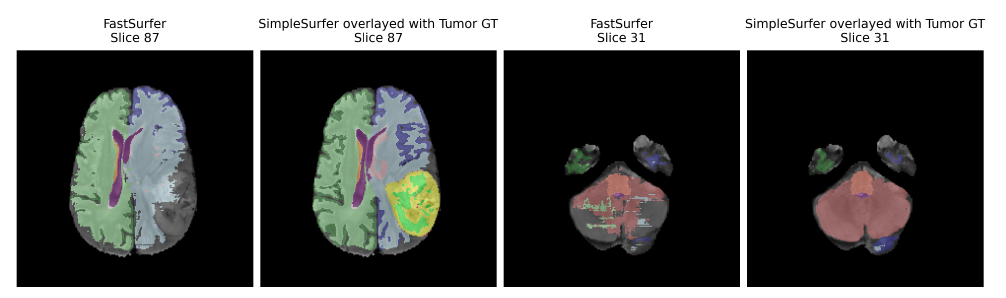 FastSurfer
Slice 87
SimpleSurfer overlayed with Tumor GT
Slice 87
FastSurfer
Slice 31
SimpleSurfer overlayed with Tumor GT
Slice 31